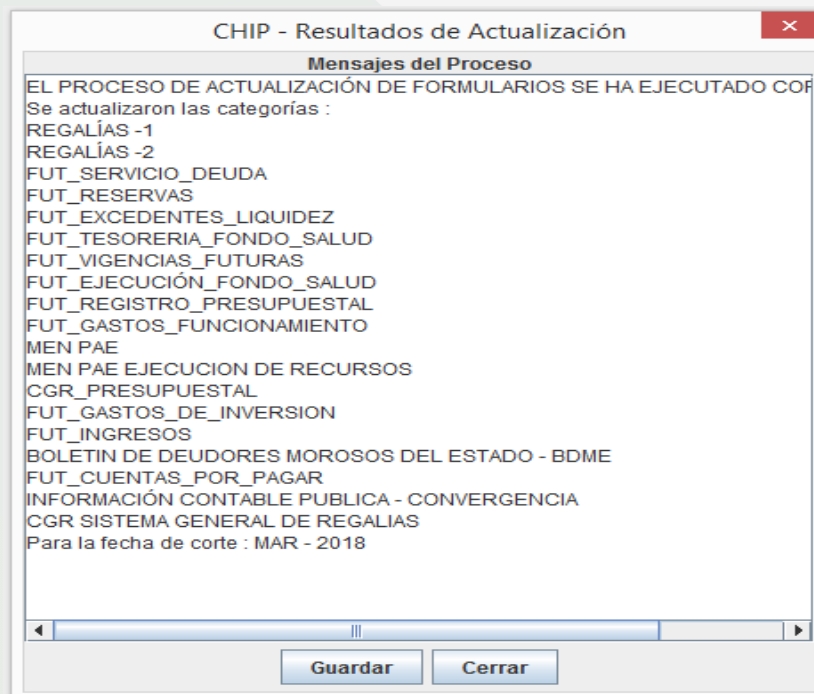 CHIP - Resultados de Actualización
Mensajes del Proceso
EL PROCESO DE ACTUALIZACIÓN DE FORMULARIOS SE HA EJECUTADO
Se actualizaron las categorías :
REGALÍAS -1
REGALÍAS -2
FUT_SERVICIO_DEUDA
FUT_RESERVAS
FUT_EXCEDENTES_LIQUIDEZ
FUT_TESORERIA_FONDO_SALUD
FUT_VIGENCIAS_FUTURAS
FUT_EJECUCIÓN_FONDO_SALUD
FUT_REGISTRO_PRESUPUESTAL
FUT_GASTOS_FUNCIONAMIENTO
MEN PAE
MEN PAE EJECUCION DE RECURSOS
CGR_PRESUPUESTAL
FUT_GASTOS_DE_INVERSION
FUT_INGRESOS
BOLETIN DE DEUDORES MOROSOS DEL ESTADO - BDME
FUT_CUENTAS_POR_PAGAR
INFORMACIÓN CONTABLE PUBLICA - CONVERGENCIA
CGR SISTEMA GENERAL DE REGALIAS
Para la fecha de corte : MAR - 2018
Guardar Cerrar